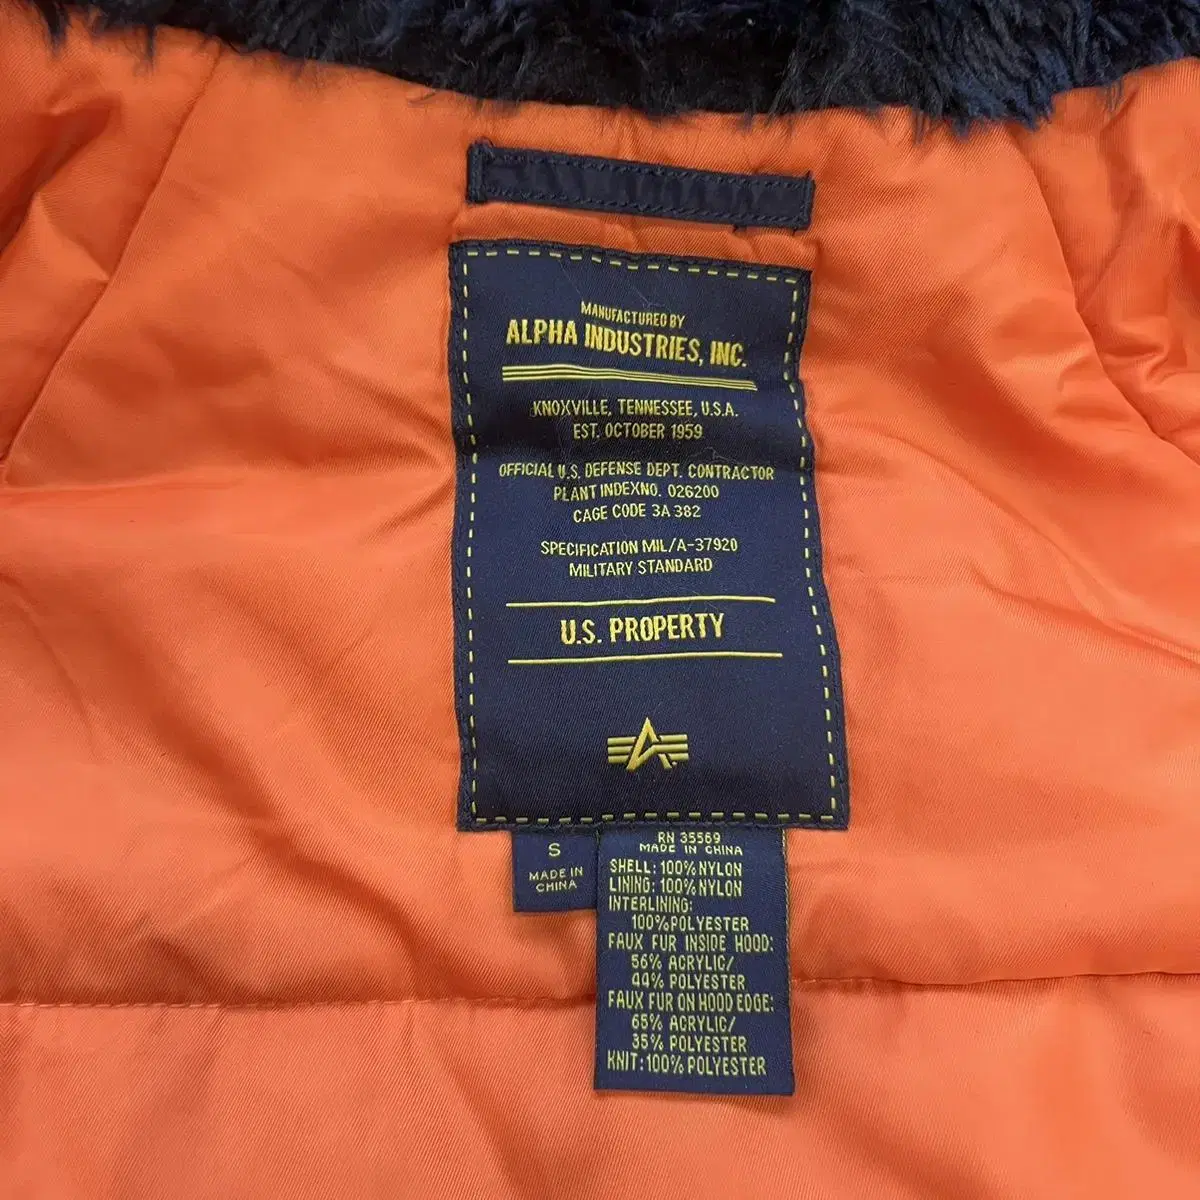 MANUFACTURED BY
ALPHA INDUSTRIES, INC.
KNOXVILLE, TENNESSEE, U.S.A.
EST. OCTOBER 1959
OFFICIAL U.S. DEFENSE DEPT. CONTRACTOR
PLANT INDEXNO. 026200
CAGE CODE 3A 382
SPECIFICATION MIL/A-37920
MILITARY STANDARD
U.S. PROPERTY
S
MADE IN
CHINA
RN 35569
MADE IN CHINA
SHELL: 100% NYLON
LINING: 100% NYLON
INTERLINING:
100% POLYESTER
FAUX FUR INSIDE HOOD:
56% ACRYLIC/
44% POLYESTER
FAUX FUR ON HOOD EDGE:
65% ACRYLIC/
35% POLYESTER
KNIT: 100% POLYESTER